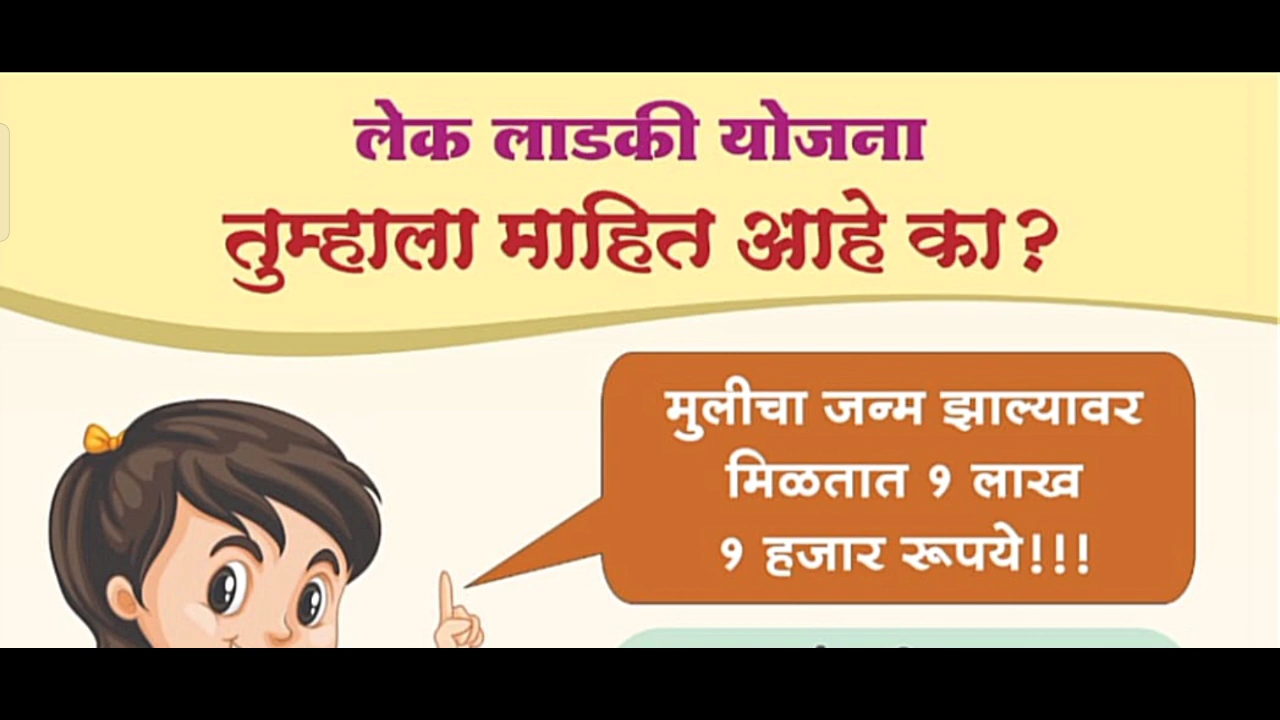 लेक लाडकी योजना
तुम्हाला माहित आहे का?
मुलीचा जन्म झाल्यावर
मिळतात १ लाख
१ हजार रूपये!!!